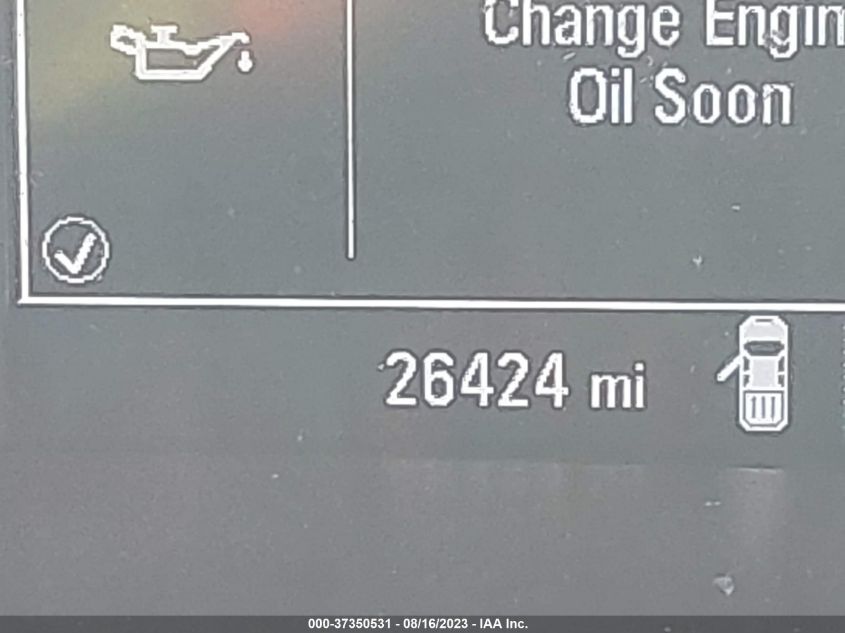 Change Engin
Oil Soon
26424 mi
000-37350531 - 08/16/2023 - IAA Inc.